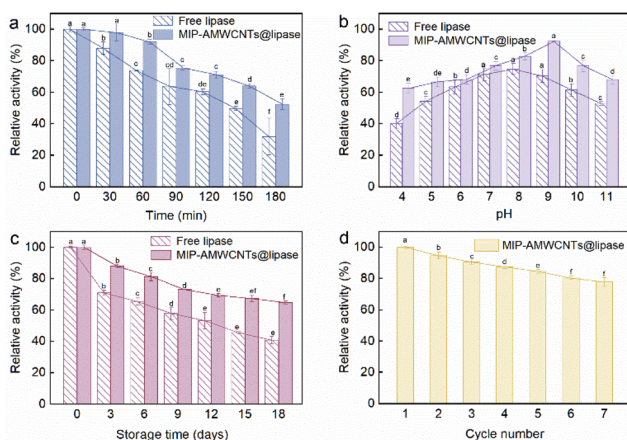 a
Free lipase
MIP-AMWCNTs@lipase
a a b a c b cd c de c e d f e
100
80
60
40
20
0
Relative activity (%)
0 30 60 90 120 150 180
Time (min)
b
Free lipase
MIP-AMWCNTs@lipase
d e c de b d a c a b a a b c c d
100
80
60
40
20
0
Relative activity (%)
4 5 6 7 8 9 10 11
pH
c
Free lipase
MIP-AMWCNTs@lipase
a a b b c c d d d e e ef e f
100
80
60
40
20
0
Relative activity (%)
0 3 6 9 12 15 18
Storage time (days)
d
MIP-AMWCNTs@lipase
a b c d e f f
100
80
60
40
20
0
Relative activity (%)
1 2 3 4 5 6 7
Cycle number